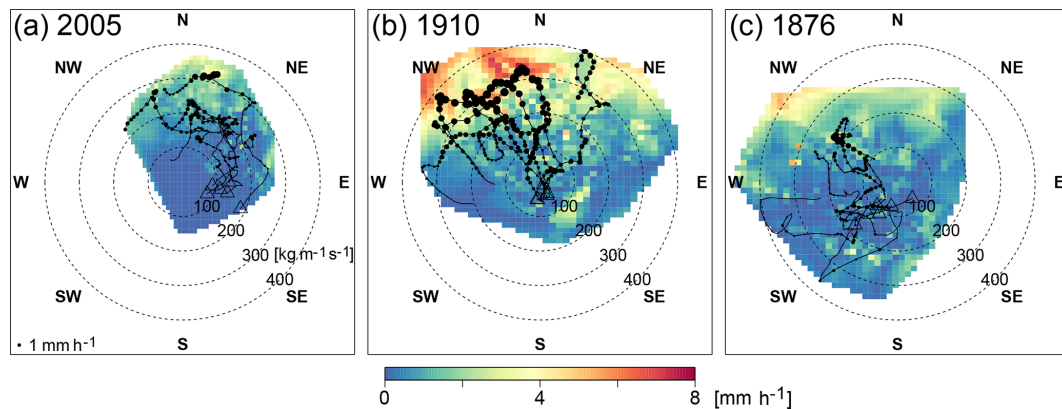 (a) 2005
N
NW
NE
W
100
200
300 [kg m⁻¹ s⁻¹]
400
SW
SE
S
• 1 mm h⁻¹
(b) 1910
N
NW
NE
W
E
100
200
300
400
SW
SE
S
(c) 1876
N
NW
NE
W
E
100
200
300
400
SW
SE
S
E
0 4 8 [mm h⁻¹]